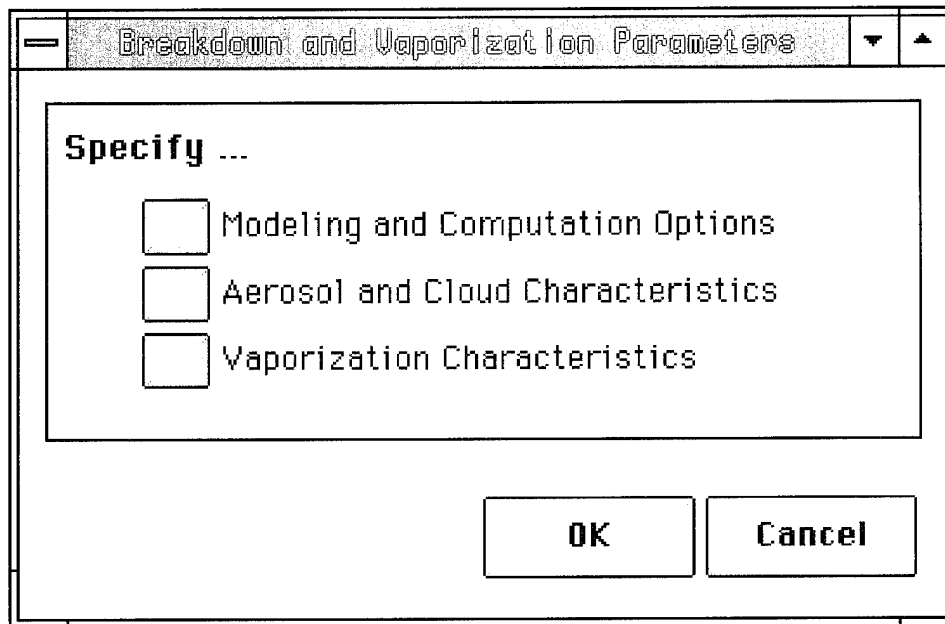 Breakdown and Vaporization Parameters
Specify ...
Modeling and Computation Options
Aerosol and Cloud Characteristics
Vaporization Characteristics
OK Cancel